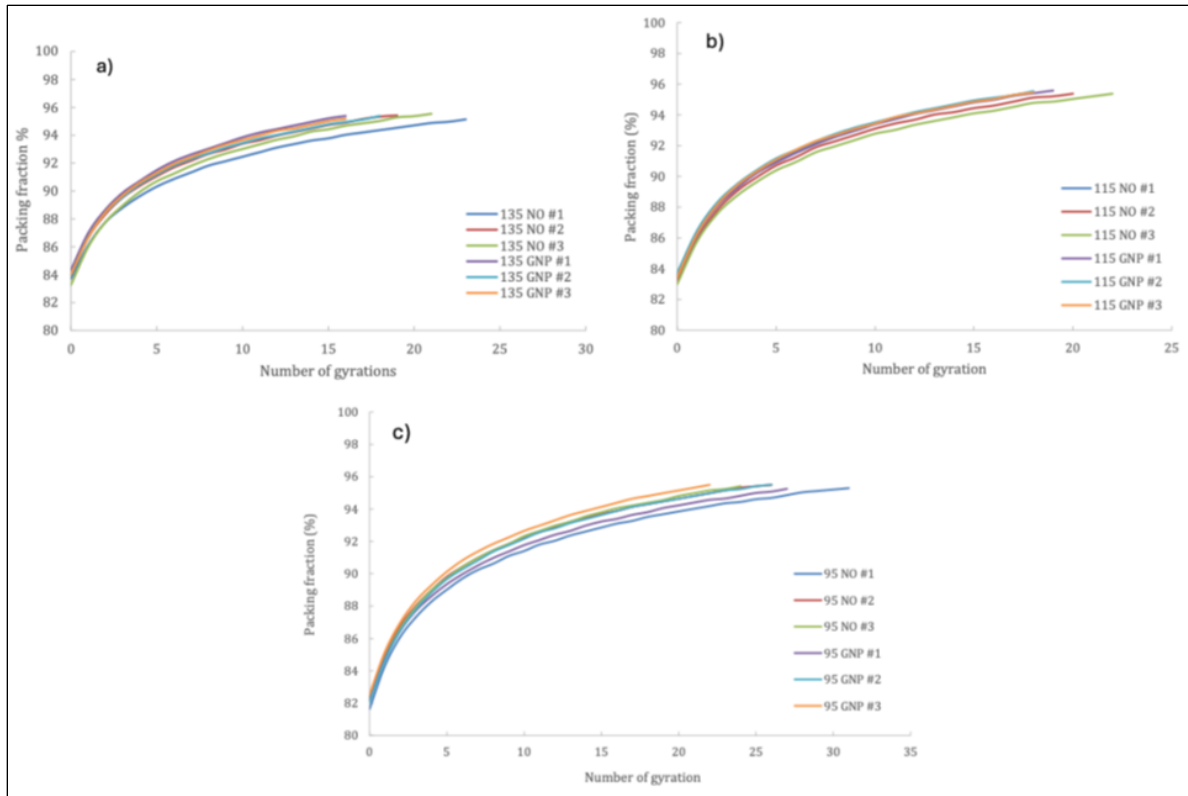 a)
Packing fraction %
100
98
96
94
92
90
88
86
84
82
80
0 5 10 15 20 25 30
Number of gyrations
135 NO #1
135 NO #2
135 NO #3
135 GNP #1
135 GNP #2
135 GNP #3
b)
Packing fraction (%)
100
98
96
94
92
90
88
86
84
82
80
0 5 10 15 20 25
Number of gyration
115 NO #1
115 NO #2
115 NO #3
115 GNP #1
115 GNP #2
115 GNP #3
c)
Packing fraction (%)
100
98
96
94
92
90
88
86
84
82
80
0 5 10 15 20 25 30 35
Number of gyration
95 NO #1
95 NO #2
95 NO #3
95 GNP #1
95 GNP #2
95 GNP #3